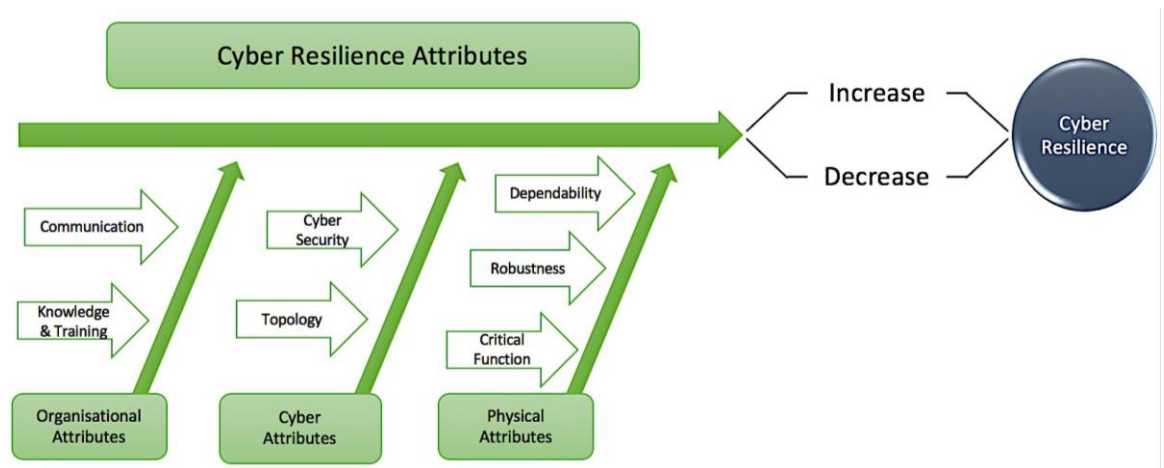 Cyber Resilience Attributes
Increase
Decrease
Cyber
Resilience
Communication
Knowledge
& Training
Organisational
Attributes
Cyber
Security
Topology
Cyber
Attributes
Dependability
Robustness
Critical
Function
Physical
Attributes